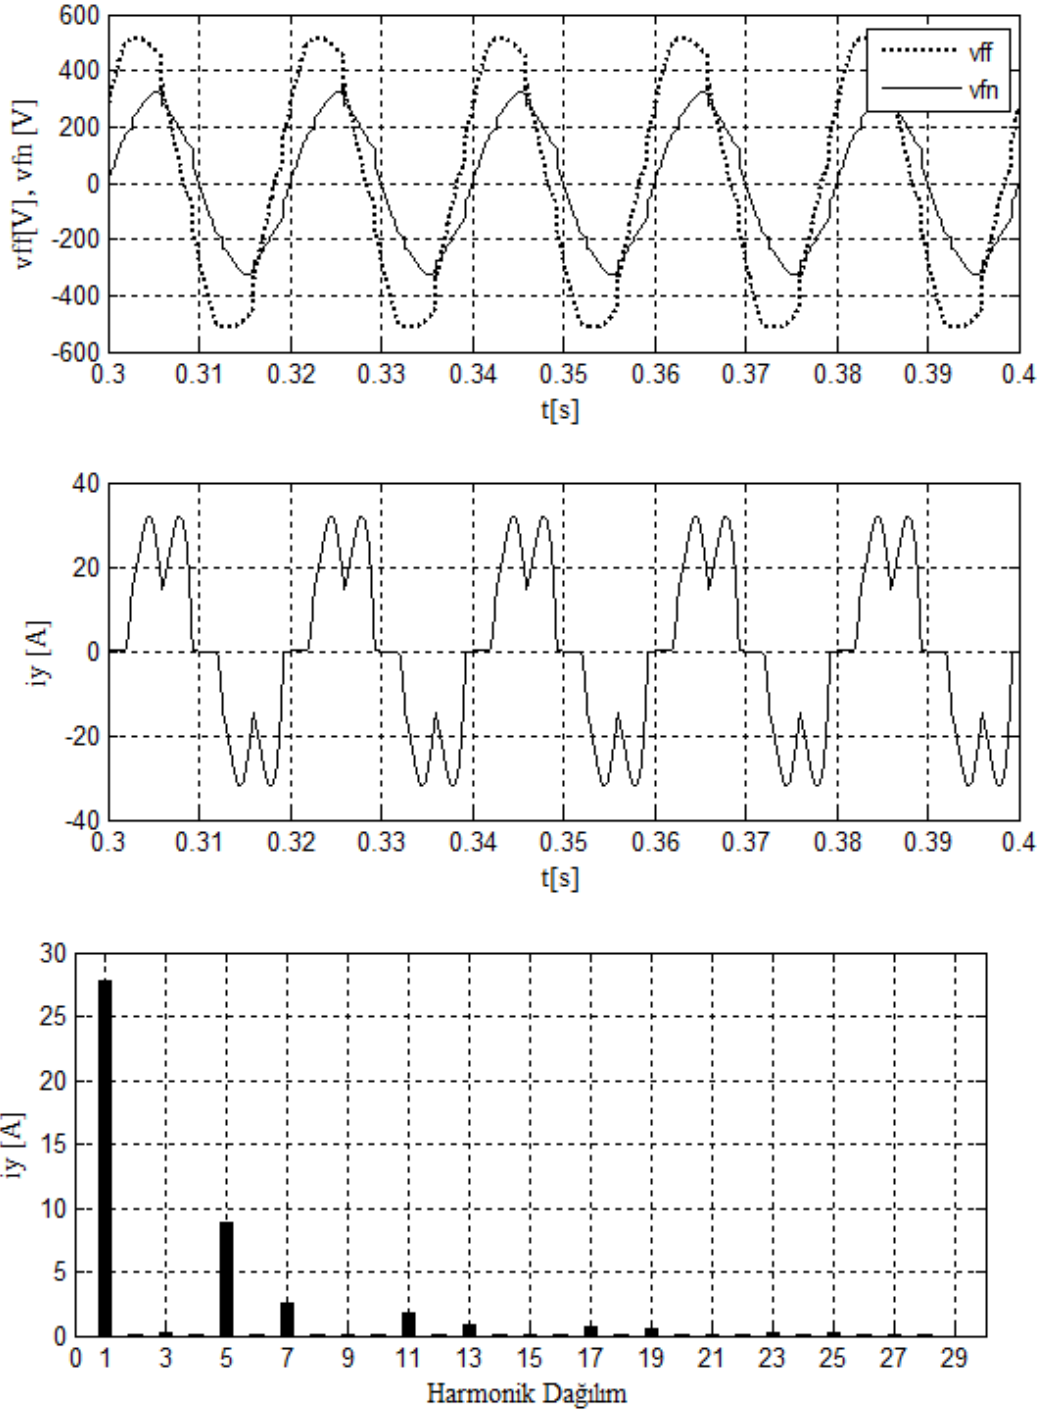 600
400
200
0
-200
-400
-600
vff[V], vfn [V]
vff
vfn
0.3 0.31 0.32 0.33 0.34 0.35 0.36 0.37 0.38 0.39 0.4
t[s]
40
20
0
-20
-40
iy [A]
0.3 0.31 0.32 0.33 0.34 0.35 0.36 0.37 0.38 0.39 0.4
t[s]
30
25
20
15
10
5
0
iy [A]
0 1 3 5 7 9 11 13 15 17 19 21 23 25 27 29
Harmonik Dağılım